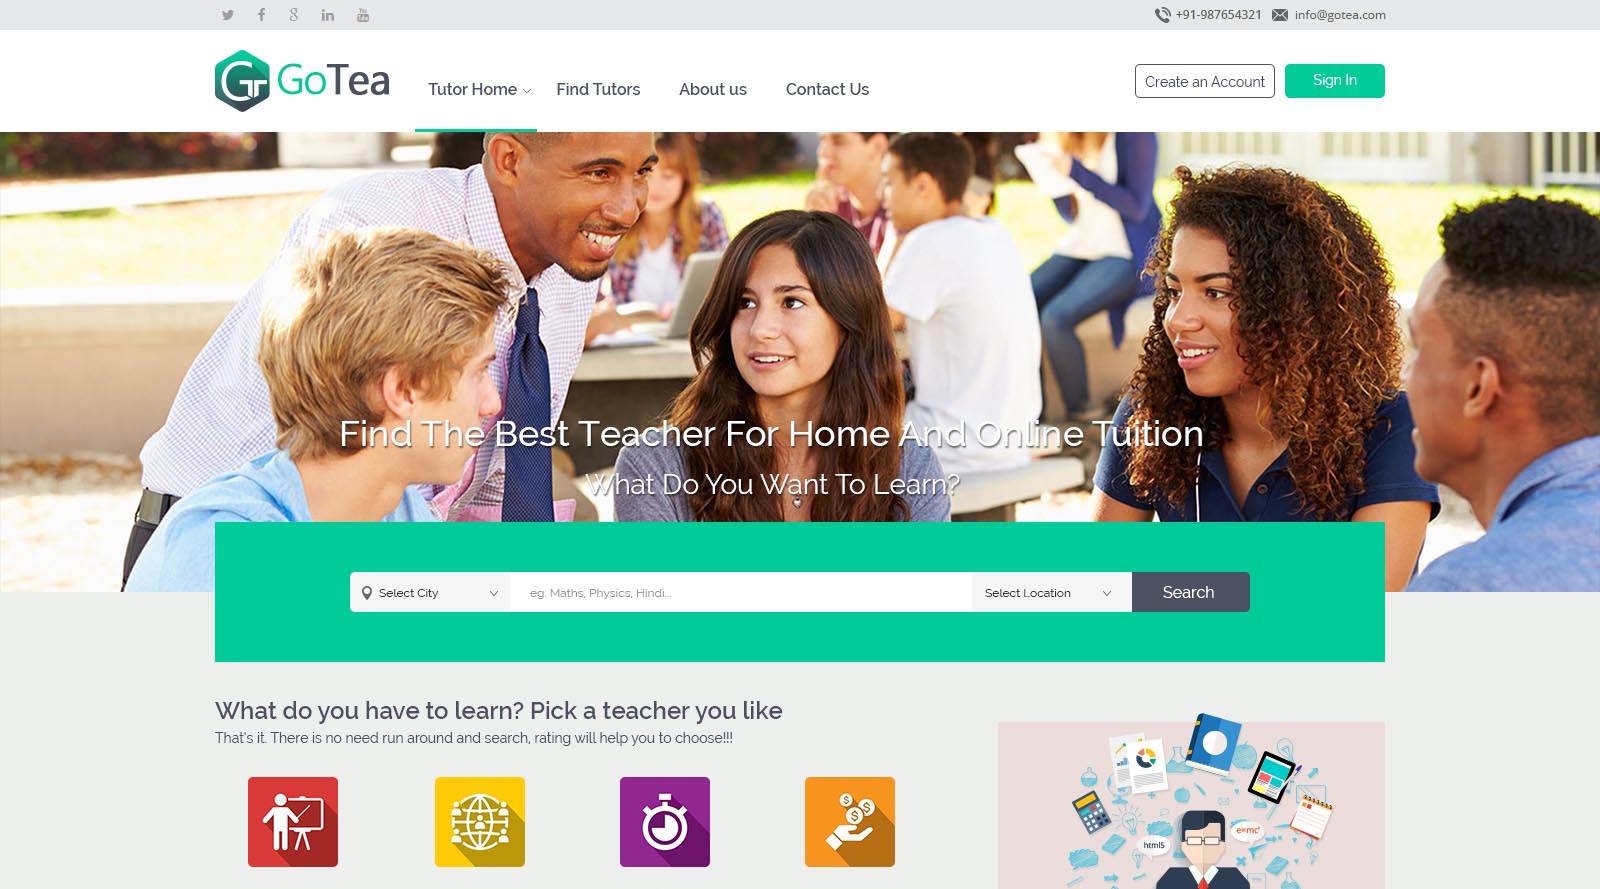 +91-987654321 info@gotea.com
GT GoTea
Tutor Home Find Tutors About us Contact Us
Create an Account Sign In
Find The Best Teacher For Home And Online Tuition
What Do You Want To Learn?
Select City eg. Maths, Physics, Hindi... Select Location Search
What do you have to learn? Pick a teacher you like
That's it. There is no need run around and search, rating will help you to choose!!!
e=mc²
html5